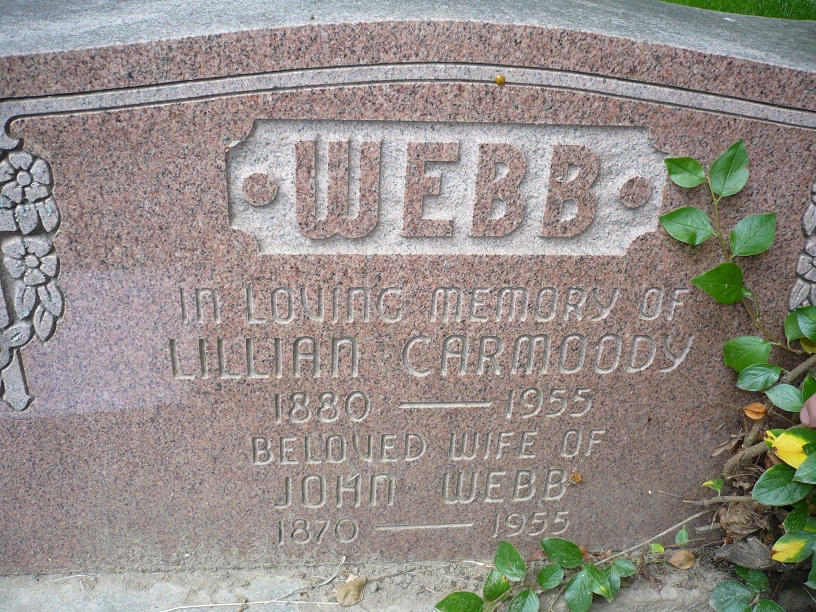 WEBB
IN LOVING MEMORY OF
LILLIAN CARMOODY
1880 — 1955
BELOVED WIFE OF
JOHN WEBB
1870 — 1955